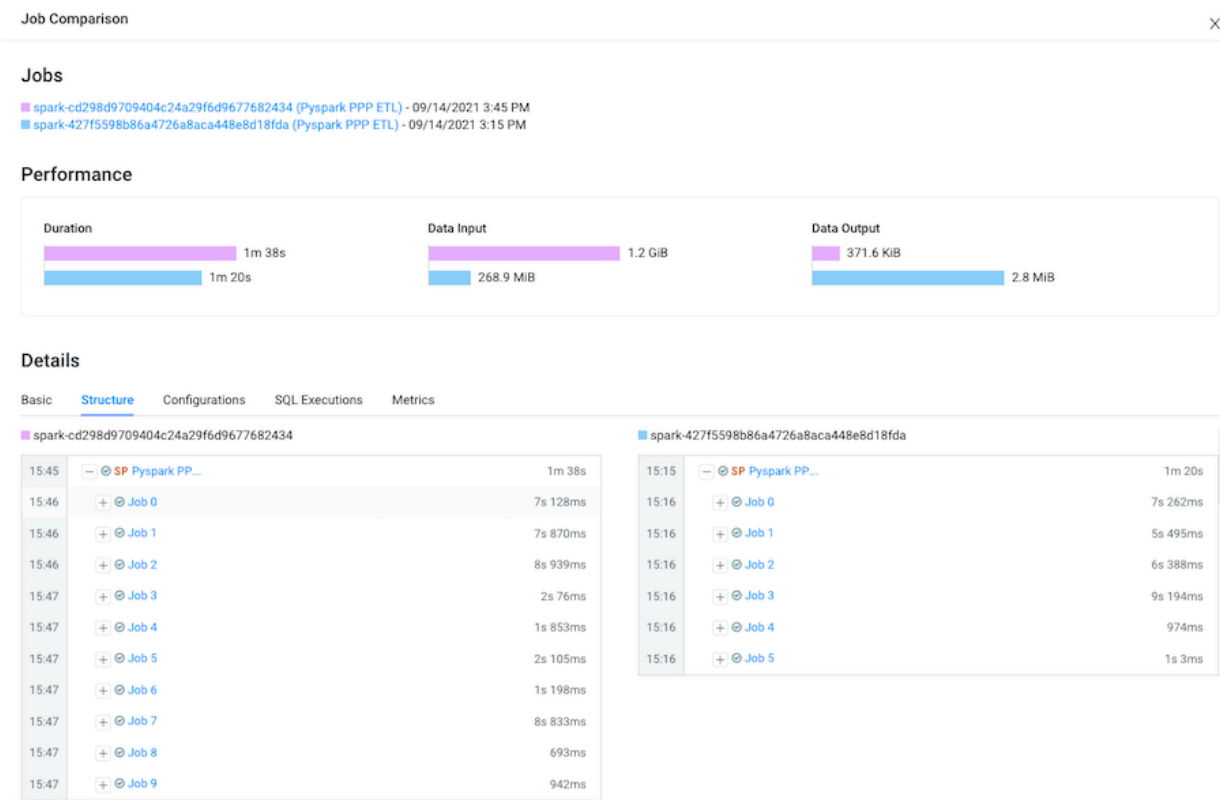 Job Comparison
X
Jobs
spark-cd298d9709404c24a29f6d9677682434 (Pyspark PPP ETL) - 09/14/2021 3:45 PM
spark-427f5598b86a4726a8aca448e8d18fda (Pyspark PPP ETL) - 09/14/2021 3:15 PM
Performance
Duration
1m 38s
1m 20s
Data Input
1.2 GiB
268.9 MiB
Data Output
371.6 KiB
2.8 MiB
Details
Basic Structure Configurations SQL Executions Metrics
spark-cd298d9709404c24a29f6d9677682434
15:45 SP Pyspark PP... 1m 38s
15:46 Job 0 7s 128ms
15:46 Job 1 7s 870ms
15:46 Job 2 8s 939ms
15:47 Job 3 2s 76ms
15:47 Job 4 1s 853ms
15:47 Job 5 2s 105ms
15:47 Job 6 1s 198ms
15:47 Job 7 8s 833ms
15:47 Job 8 693ms
15:47 Job 9 942ms
spark-427f5598b86a4726a8aca448e8d18fda
15:15 SP Pyspark PP... 1m 20s
15:16 Job 0 7s 262ms
15:16 Job 1 5s 495ms
15:16 Job 2 6s 388ms
15:16 Job 3 9s 194ms
15:16 Job 4 974ms
15:16 Job 5 1s 3ms